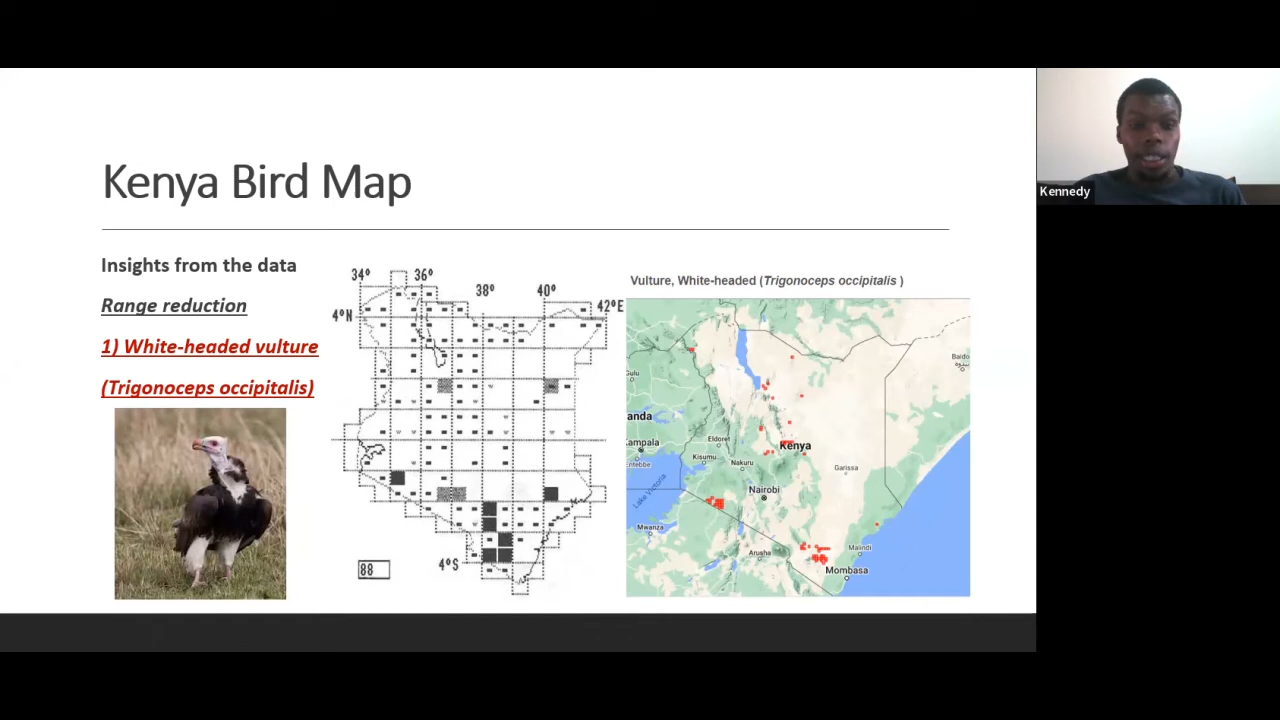 Kenya Bird Map
Insights from the data
Range reduction
1) White-headed vulture
(Trigonoceps occipitalis)
34º
36º
38º
40º
42ºE
4ºN
4ºS
88
Vulture, White-headed (Trigonoceps occipitalis )
Gulu
anda
Kampala
Entebbe
Eldoret
Kisumu
Nakuru
Kenya
Garissa
Nairobi
Lake Victoria
Mwanza
Arusha
Malindi
Mombasa
Baido
بيدوة
Kennedy